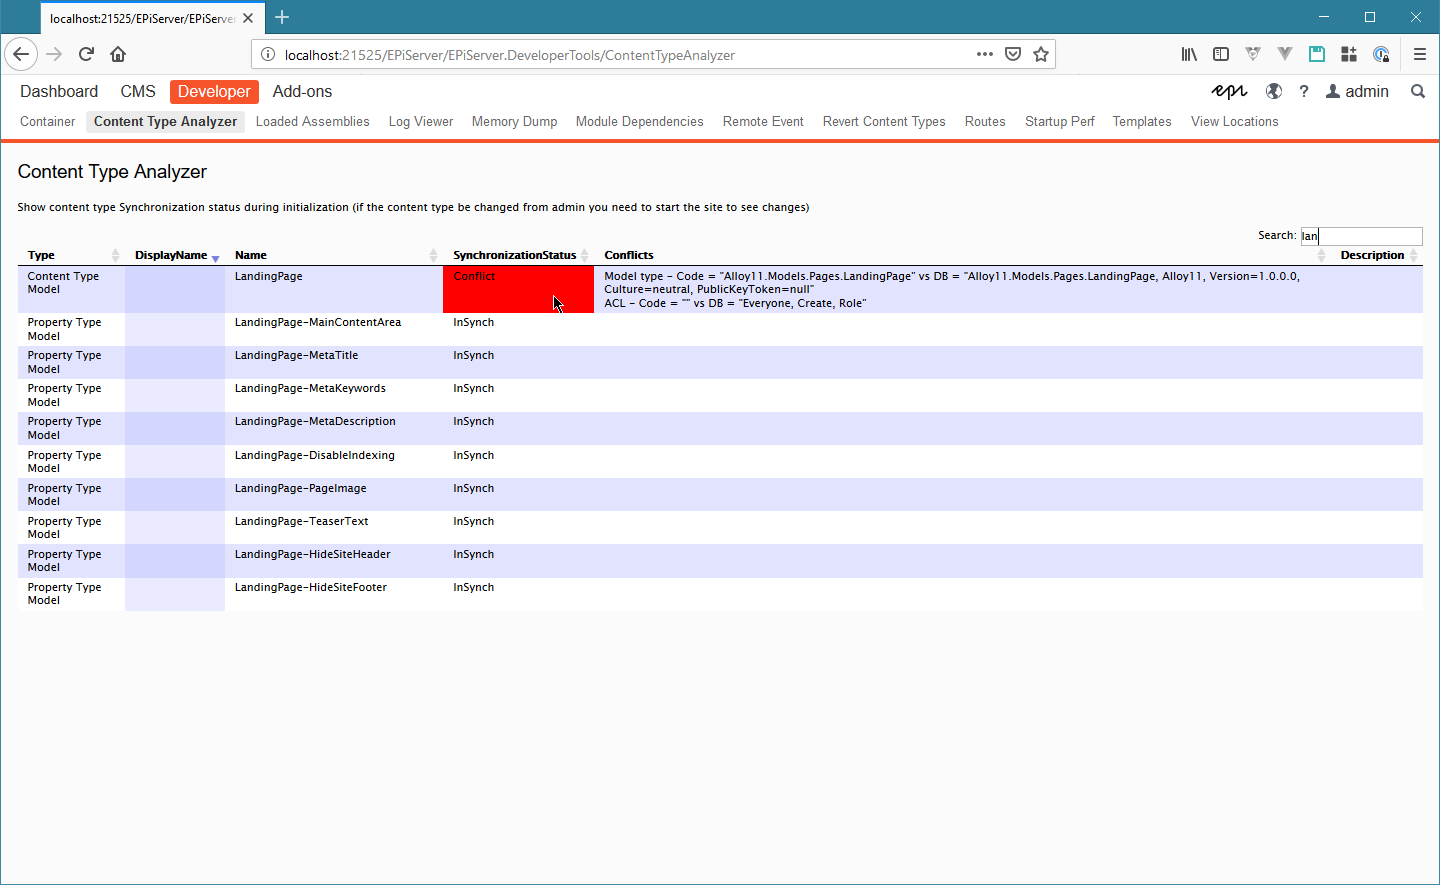 localhost:21525/EPiServer/EPiServer
localhost:21525/EPiServer/EPiServer.DeveloperTools/ContentTypeAnalyzer
Dashboard CMS Developer Add-ons epi ? admin
Container Content Type Analyzer Loaded Assemblies Log Viewer Memory Dump Module Dependencies Remote Event Revert Content Types Routes Startup Perf Templates View Locations
Content Type Analyzer
Show content type Synchronization status during initialization (if the content type be changed from admin you need to start the site to see changes)
Search: lan
Type DisplayName Name SynchronizationStatus Conflicts Description
Content Type LandingPage Conflict Model type - Code = "Alloy11.Models.Pages.LandingPage" vs DB = "Alloy11.Models.Pages.LandingPage, Alloy11, Version=1.0.0.0,
Model Culture=neutral, PublicKeyToken=null"
ACL - Code = "" vs DB = "Everyone, Create, Role"
Property Type LandingPage-MainContentArea InSynch
Model
Property Type LandingPage-MetaTitle InSynch
Model
Property Type LandingPage-MetaKeywords InSynch
Model
Property Type LandingPage-MetaDescription InSynch
Model
Property Type LandingPage-DisableIndexing InSynch
Model
Property Type LandingPage-PageImage InSynch
Model
Property Type LandingPage-TeaserText InSynch
Model
Property Type LandingPage-HideSiteHeader InSynch
Model
Property Type LandingPage-HideSiteFooter InSynch
Model